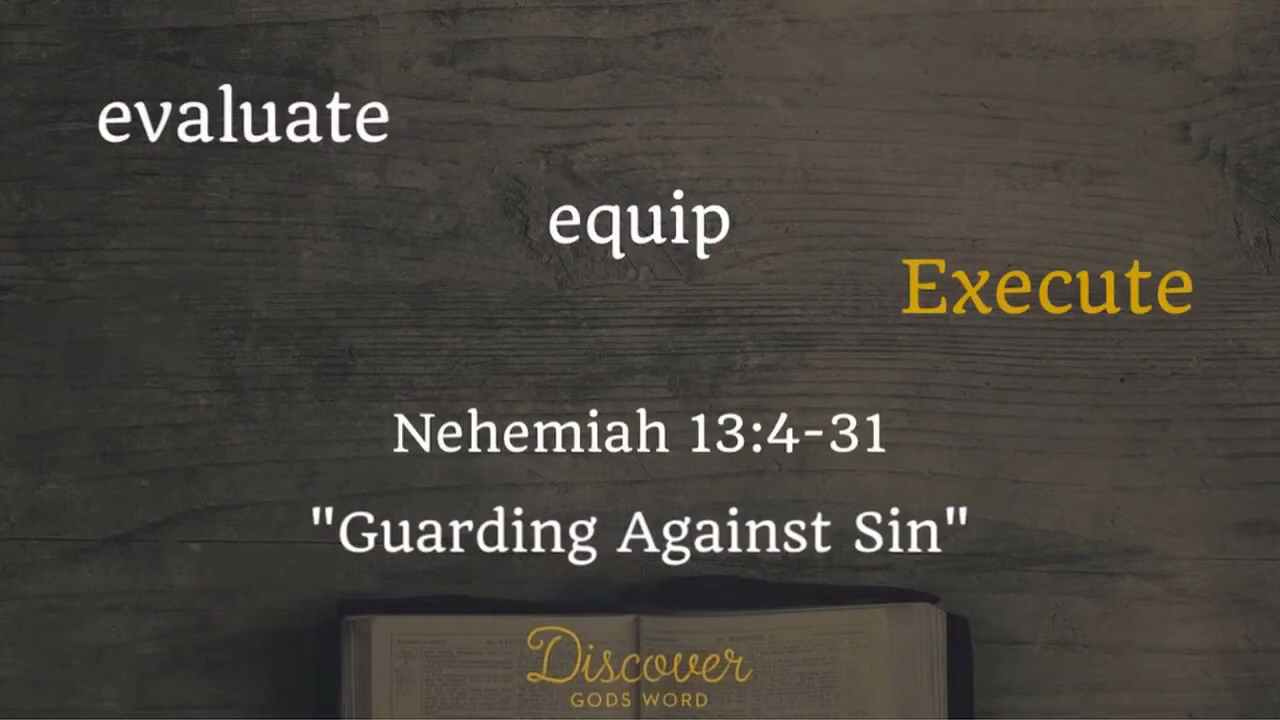 evaluate
equip
Execute
Nehemiah 13:4-31
"Guarding Against Sin"
Discover
GODS WORD